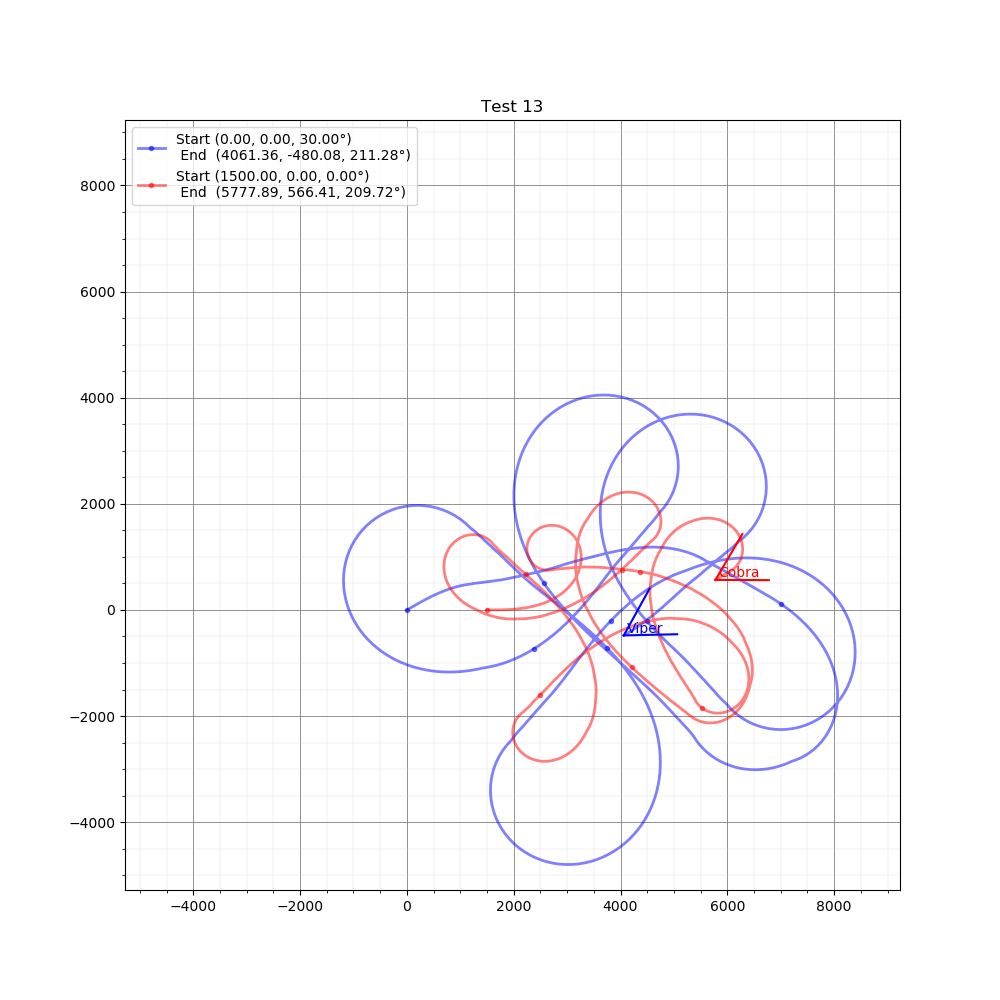 Test 13
Start (0.00, 0.00, 30.00°)
End (4061.36, -480.08, 211.28°)
Start (1500.00, 0.00, 0.00°)
End (5777.89, 566.41, 209.72°)
8000
6000
4000
2000
0
−2000
−4000
Sobra
Viper
−4000 −2000 0 2000 4000 6000 8000